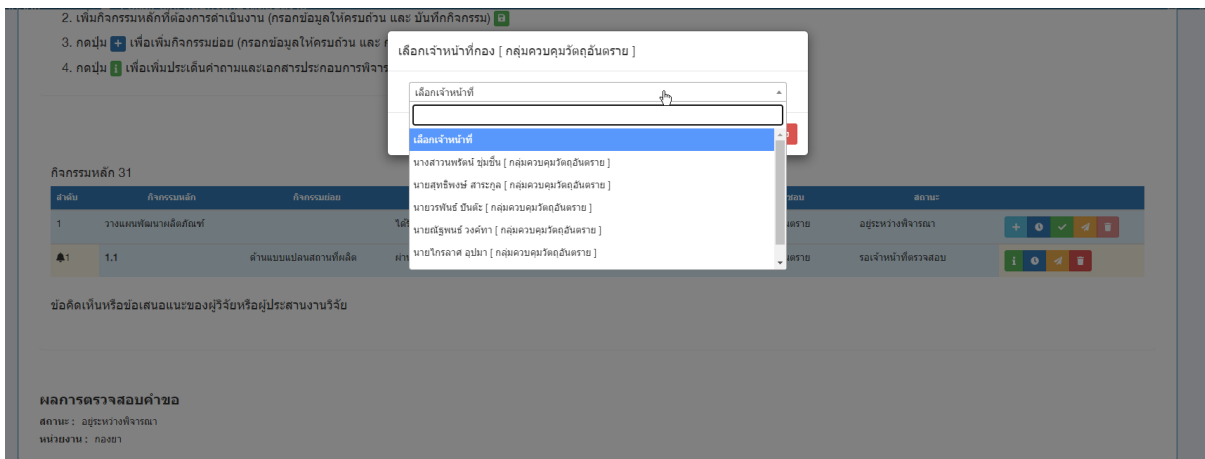 2. เพิ่มกิจกรรมหลักที่ต้องการดำเนินงาน (กรอกข้อมูลให้ครบถ้วน และ บันทึกกิจกรรม)
3. กดปุ่ม + เพื่อเพิ่มกิจกรรมย่อย (กรอกข้อมูลให้ครบถ้วน และ
4. กดปุ่ม i เพื่อเพิ่มประเด็นคำถามและเอกสารประกอบการพิจาร
เลือกเจ้าหน้าที่กอง [ กลุ่มควบคุมวัตถุอันตราย ]
เลือกเจ้าหน้าที่
เลือกเจ้าหน้าที่
นางสาวนพรัตน์ ชุ่มชื่น [ กลุ่มควบคุมวัตถุอันตราย ]
นายสุทธิพงษ์ สาระกูล [ กลุ่มควบคุมวัตถุอันตราย ]
นายวรพันธ์ ปันต๊ะ [ กลุ่มควบคุมวัตถุอันตราย ]
นายณัฐพนธ์ วงค์ทา [ กลุ่มควบคุมวัตถุอันตราย ]
นายไกรลาศ อุปมา [ กลุ่มควบคุมวัตถุอันตราย ]
กิจกรรมหลัก 31
ลำดับ กิจกรรมหลัก กิจกรรมย่อย สถานะ
1 วางแผนพัฒนาผลิตภัณฑ์ อยู่ระหว่างพิจารณา
1 1.1 ด้านแบบแปลนสถานที่ผลิต รอเจ้าหน้าที่ตรวจสอบ
ข้อคิดเห็นหรือข้อเสนอแนะของผู้วิจัยหรือผู้ประสานงานวิจัย
ผลการตรวจสอบคำขอ
สถานะ : อยู่ระหว่างพิจารณา
หน่วยงาน : กองยา